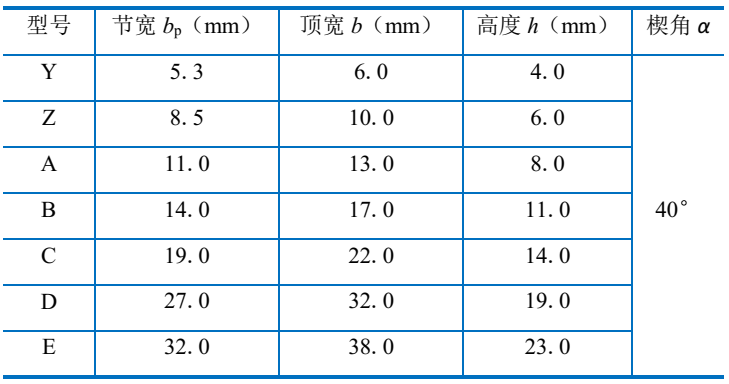 型号 节宽 bp（mm） 顶宽 b（mm） 高度 h（mm） 楔角 α
Y 5.3 6.0 4.0
Z 8.5 10.0 6.0
A 11.0 13.0 8.0
B 14.0 17.0 11.0 40°
C 19.0 22.0 14.0
D 27.0 32.0 19.0
E 32.0 38.0 23.0